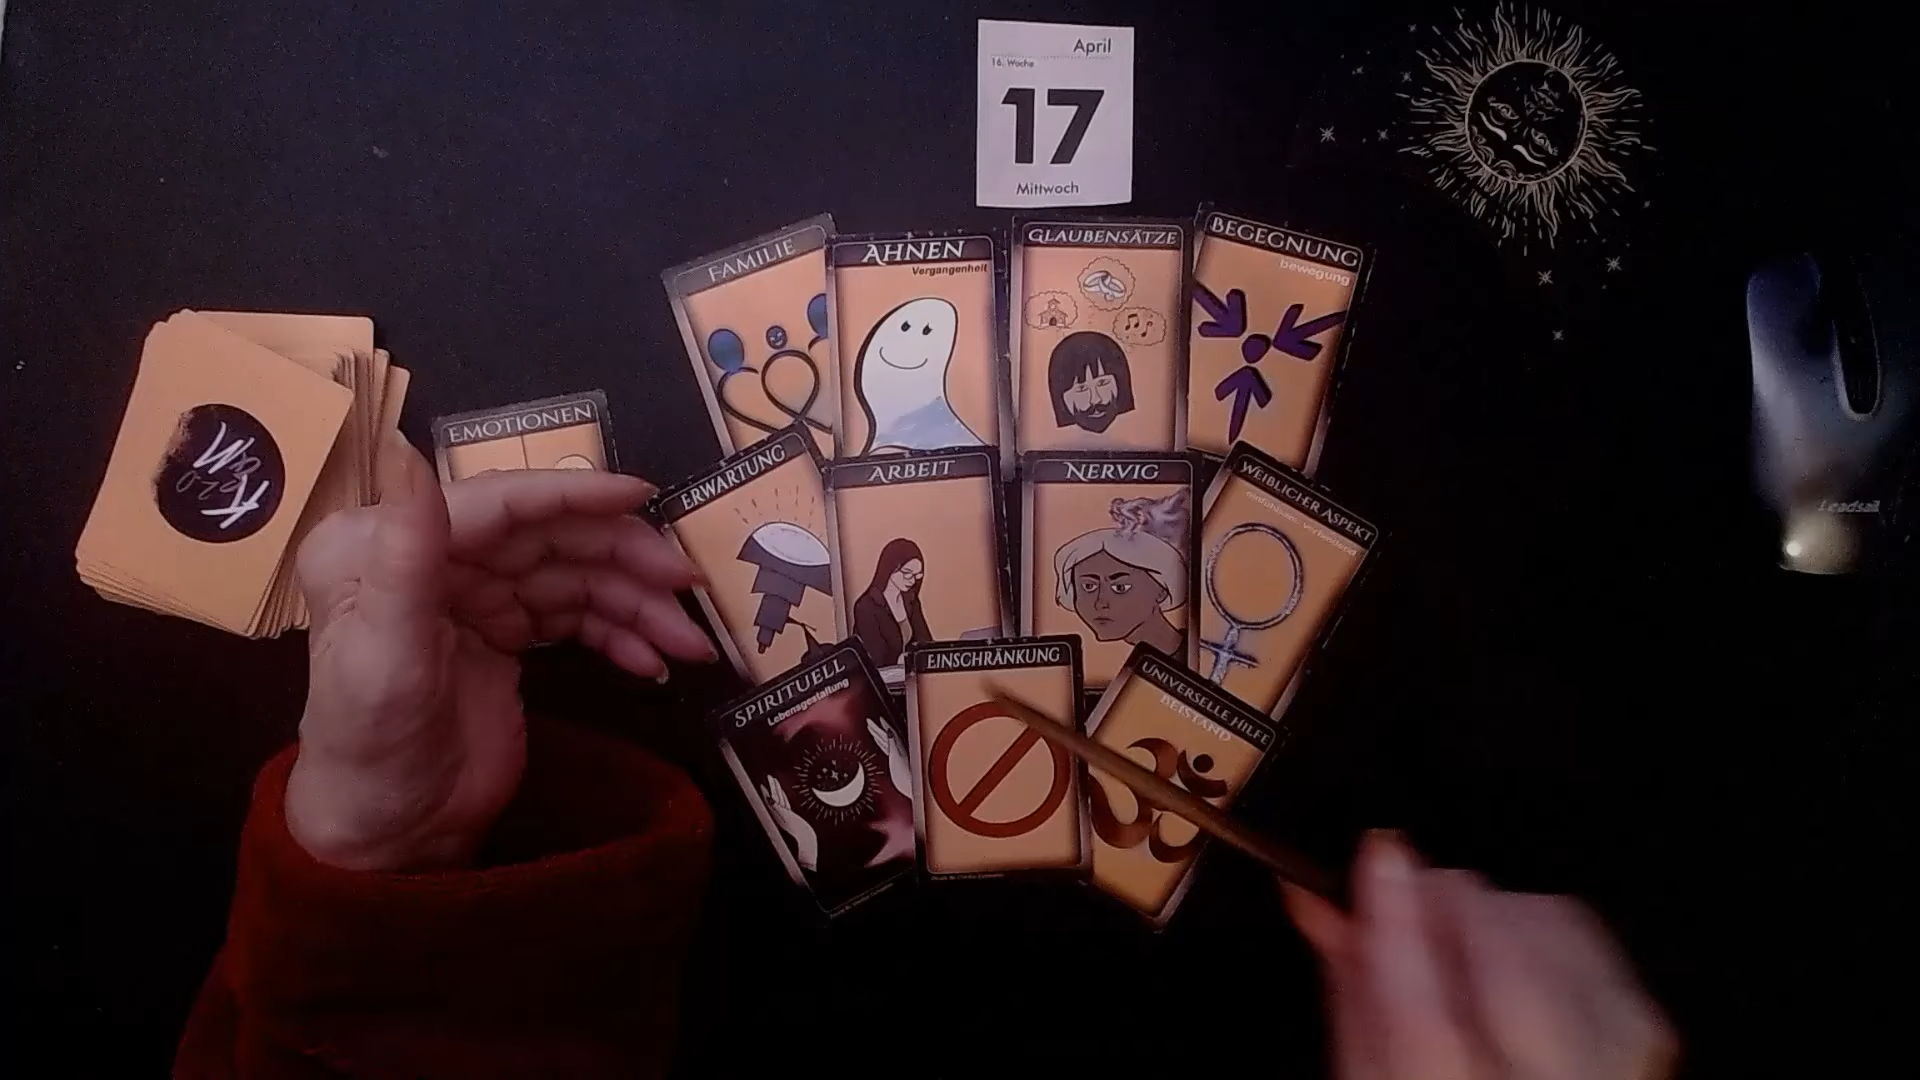 April
16. Woche
17
Mittwoch
FAMILIE
AHNEN
Vergangenheit
GLAUBENSÄTZE
BEGEGNUNG
bewegung
EMOTIONEN
ERWARTUNG
ARBEIT
NERVIG
WEIBLICHER ASPEKT
SPIRITUELL
Lebensgestaltung
EINSCHRÄNKUNG
UNIVERSELLE HILFE
BEISTAND
Leadsail